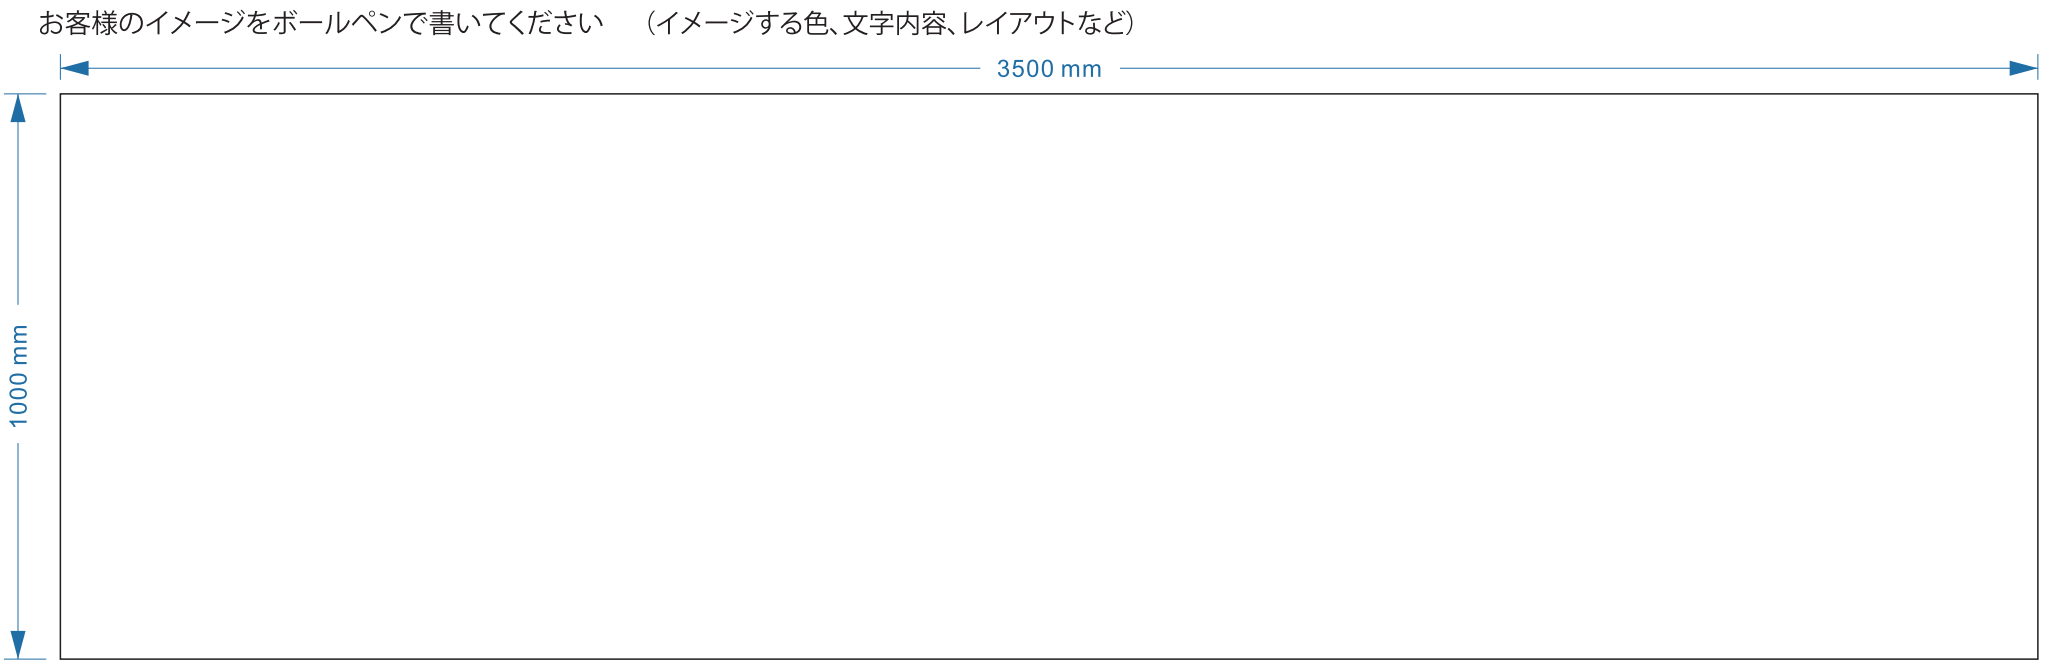 お客様のイメージをボールペンで書いてください　（イメージする色、文字内容、レイアウトなど）
3500 mm
1000 mm